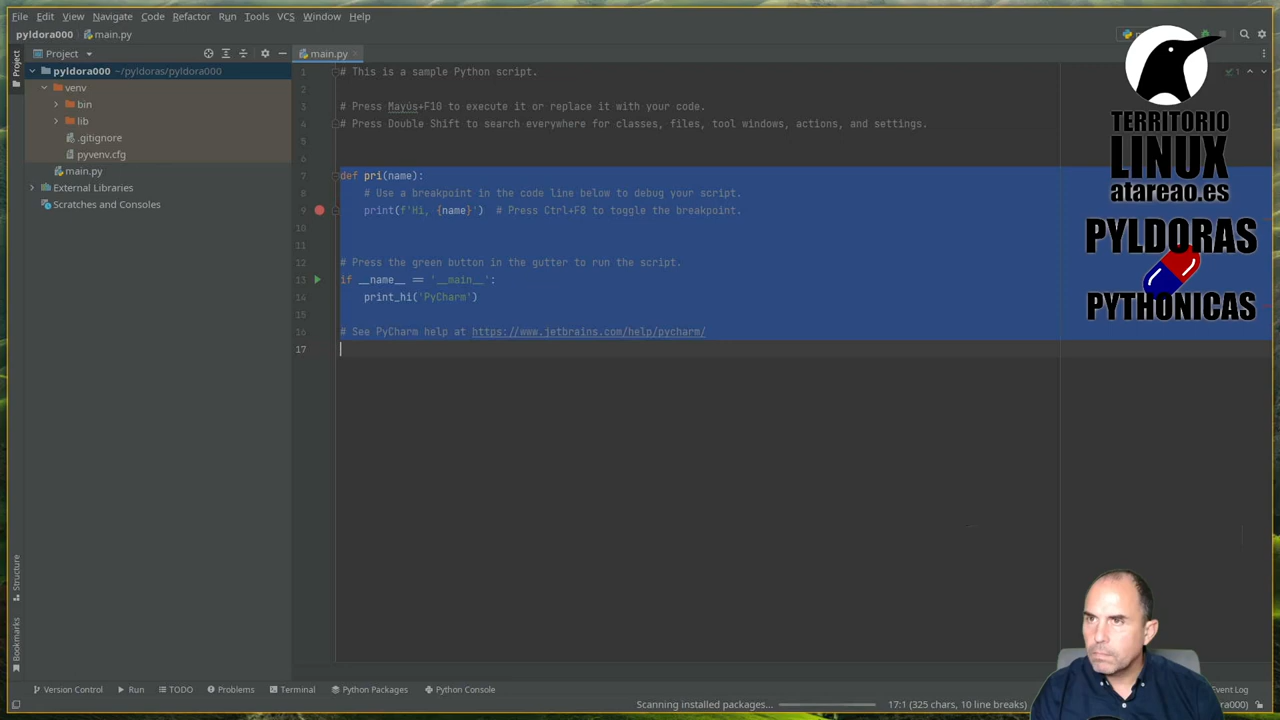 File Edit View Navigate Code Refactor Run Tools VCS Window Help
pyldora000 main.py
Project
main.py
pyldora000 ~/pyldoras/pyldora000
venv
bin
lib
.gitignore
pyvenv.cfg
main.py
External Libraries
Scratches and Consoles
Project
Structure
Bookmarks
1 # This is a sample Python script.
2
3 # Press Mayús+F10 to execute it or replace it with your code.
4 # Press Double Shift to search everywhere for classes, files, tool windows, actions, and settings.
5
6
7 def pri(name):
8 # Use a breakpoint in the code line below to debug your script.
9 print(f'Hi, {name}') # Press Ctrl+F8 to toggle the breakpoint.
10
11
12 # Press the green button in the gutter to run the script.
13 if __name__ == '__main__':
14 print_hi('PyCharm')
15
16 # See PyCharm help at https://www.jetbrains.com/help/pycharm/
17
1
TERRITORIO
LINUX
atareao.es
PYLDORAS
PYTHONICAS
Version Control Run TODO Problems Terminal Python Packages Python Console Event Log
Scanning installed packages... 17:1 (325 chars, 10 line breaks)